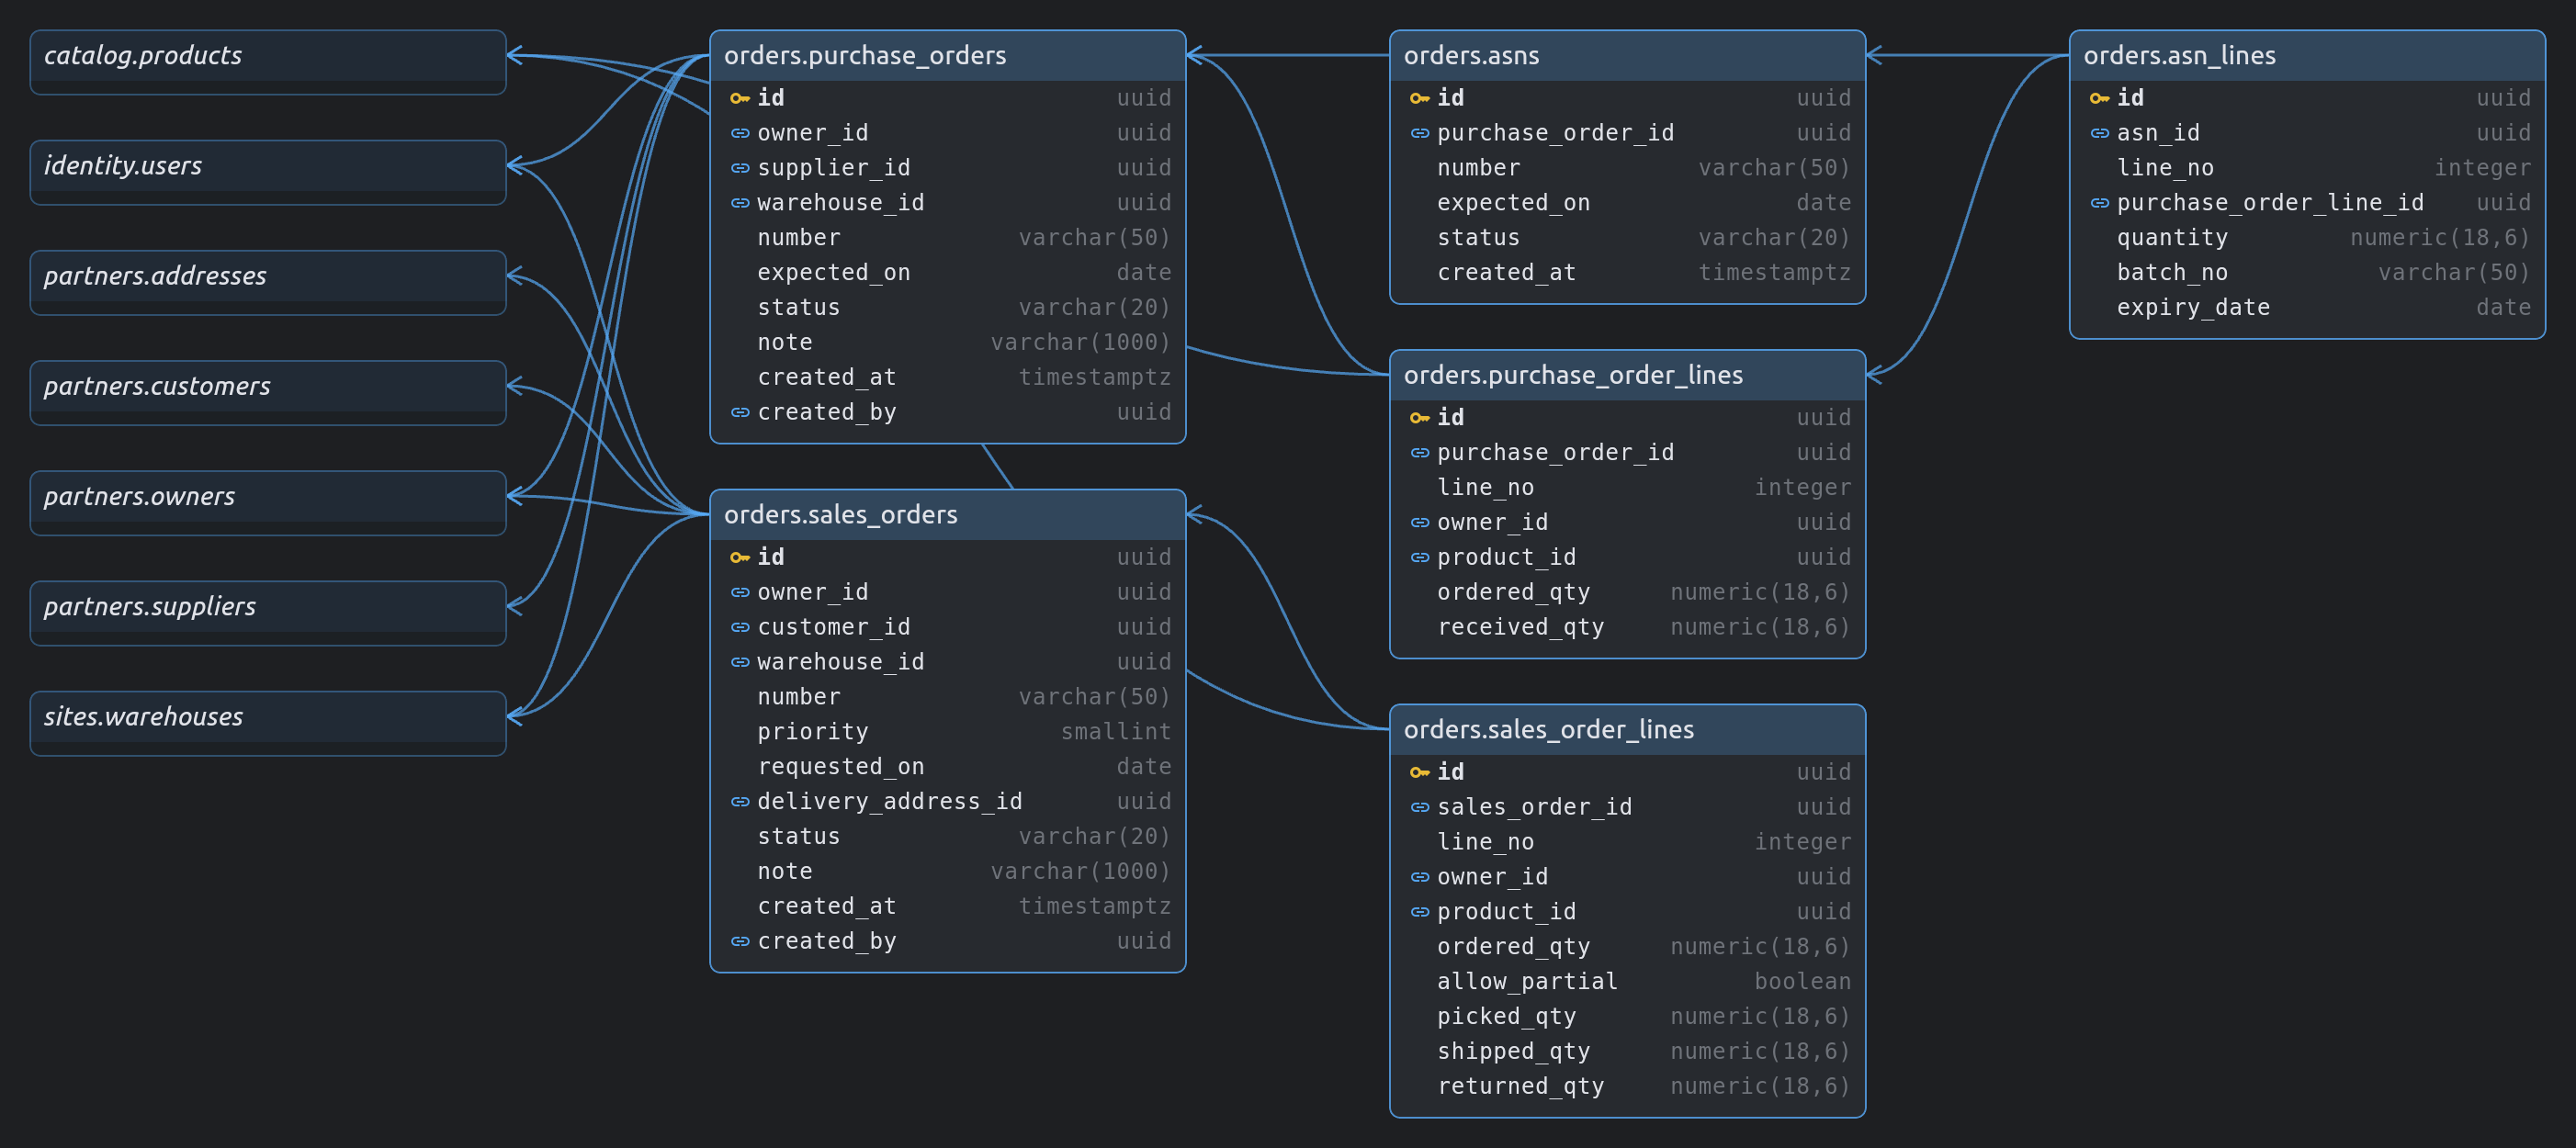 catalog.products
identity.users
partners.addresses
partners.customers
partners.owners
partners.suppliers
sites.warehouses
orders.purchase_orders
id uuid
owner_id uuid
supplier_id uuid
warehouse_id uuid
number varchar(50)
expected_on date
status varchar(20)
note varchar(1000)
created_at timestamptz
created_by uuid
orders.sales_orders
id uuid
owner_id uuid
customer_id uuid
warehouse_id uuid
number varchar(50)
priority smallint
requested_on date
delivery_address_id uuid
status varchar(20)
note varchar(1000)
created_at timestamptz
created_by uuid
orders.asns
id uuid
purchase_order_id uuid
number varchar(50)
expected_on date
status varchar(20)
created_at timestamptz
orders.purchase_order_lines
id uuid
purchase_order_id uuid
line_no integer
owner_id uuid
product_id uuid
ordered_qty numeric(18,6)
received_qty numeric(18,6)
orders.sales_order_lines
id uuid
sales_order_id uuid
line_no integer
owner_id uuid
product_id uuid
ordered_qty numeric(18,6)
allow_partial boolean
picked_qty numeric(18,6)
shipped_qty numeric(18,6)
returned_qty numeric(18,6)
orders.asn_lines
id uuid
asn_id uuid
line_no integer
purchase_order_line_id uuid
quantity numeric(18,6)
batch_no varchar(50)
expiry_date date